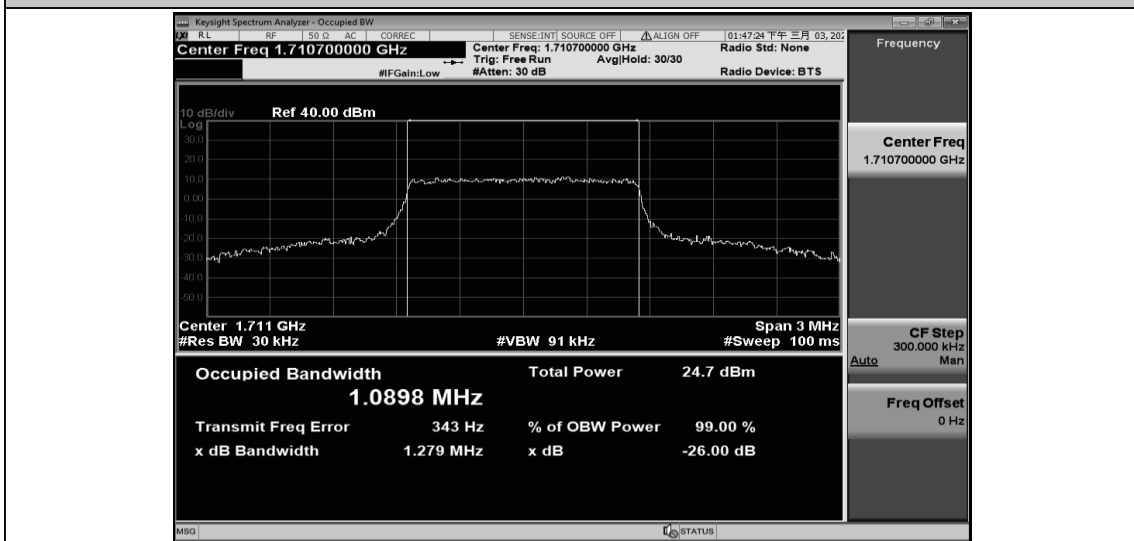 Keysight Spectrum Analyzer - Occupied BW
LXI RL RF 50 Ω AC CORREC SENSE:INT SOURCE OFF ALIGN OFF 01:47:24 下午 三月 03, 202
Center Freq 1.710700000 GHz
Center Freq: 1.710700000 GHz
Radio Std: None
Trig: Free Run Avg|Hold: 30/30
#IFGain:Low #Atten: 30 dB Radio Device: BTS
10 dB/div Ref 40.00 dBm
Log
30.0
20.0
10.0
0.00
-10.0
-20.0
-30.0
-40.0
-50.0
Center 1.711 GHz Span 3 MHz
#Res BW 30 kHz #VBW 91 kHz #Sweep 100 ms
Occupied Bandwidth Total Power 24.7 dBm
1.0898 MHz
Transmit Freq Error 343 Hz % of OBW Power 99.00 %
x dB Bandwidth 1.279 MHz x dB -26.00 dB
MSG STATUS
Frequency
Center Freq
1.710700000 GHz
CF Step
300.000 kHz
Auto Man
Freq Offset
0 Hz